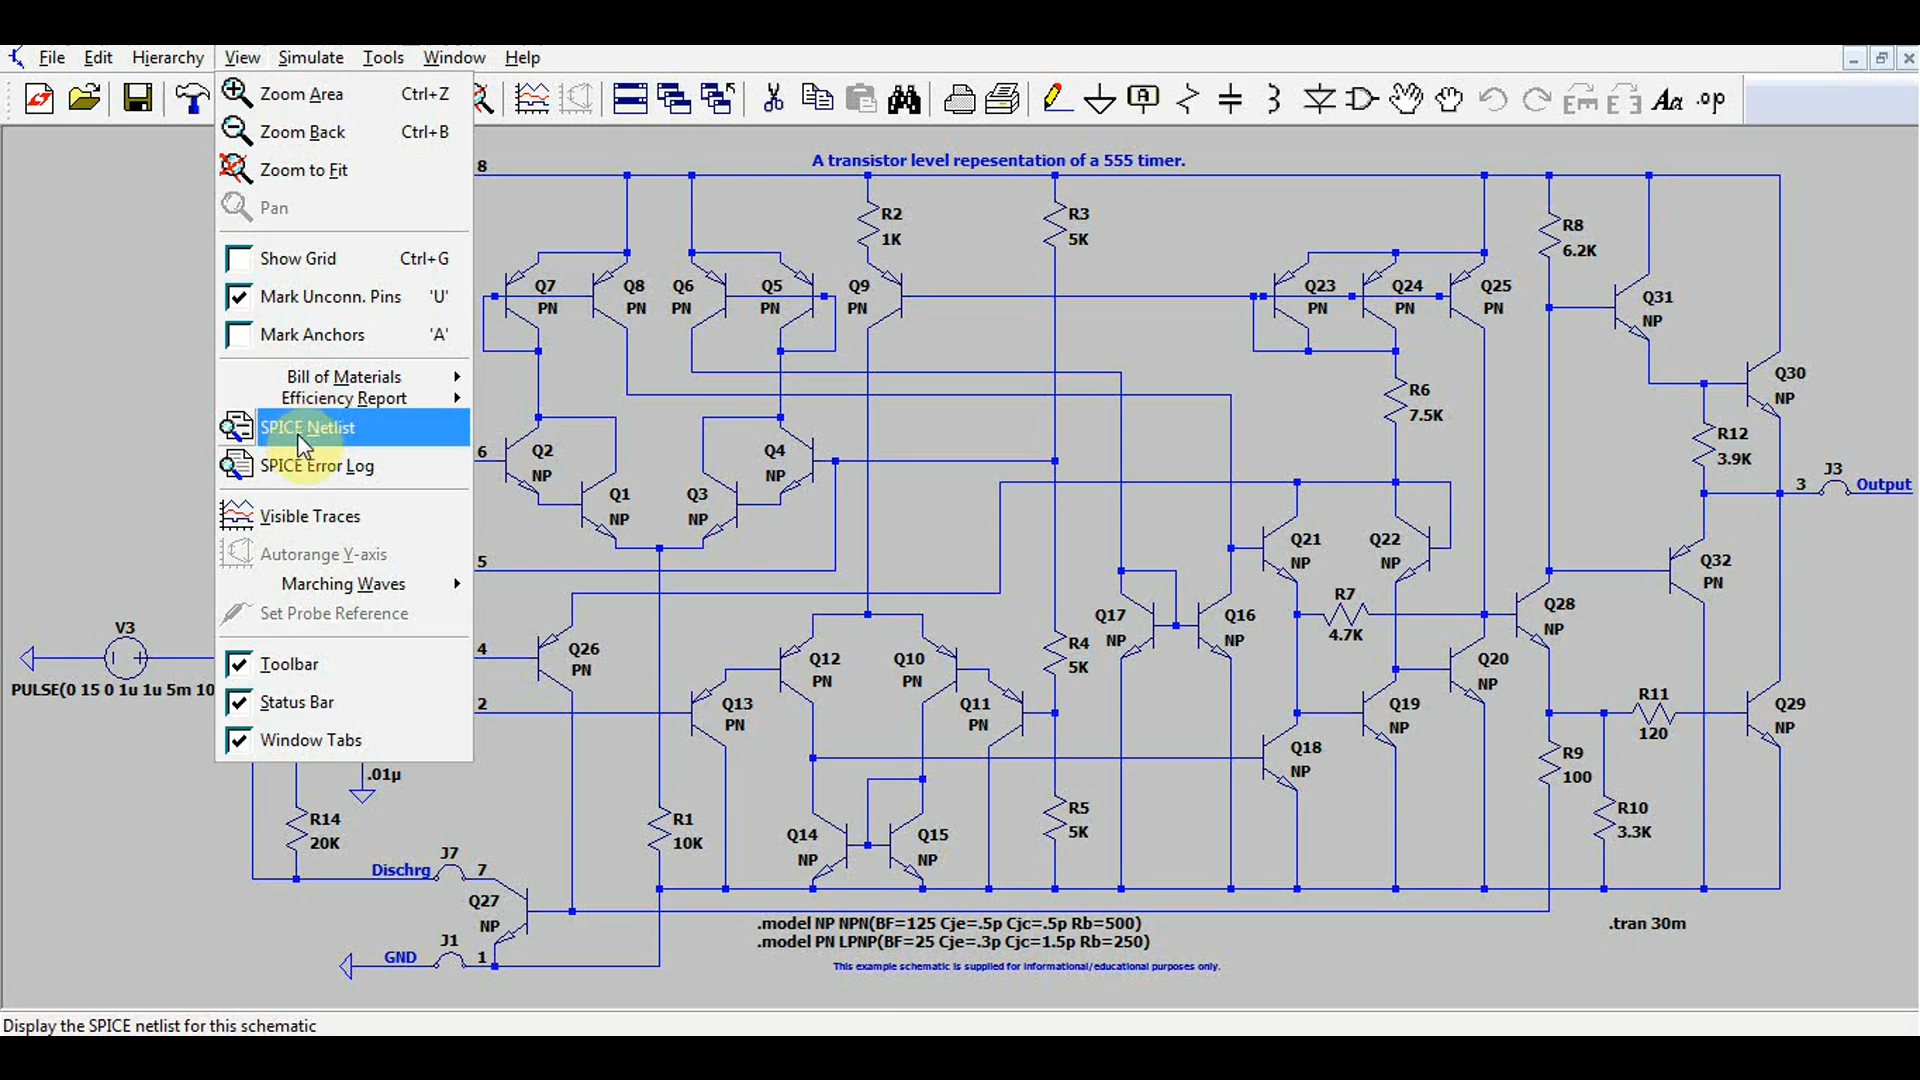 File Edit Hierarchy View Simulate Tools Window Help
Aa .op
Zoom Area Ctrl+Z
Zoom Back Ctrl+B
Zoom to Fit
Pan
Show Grid Ctrl+G
Mark Unconn. Pins 'U'
Mark Anchors 'A'
Bill of Materials
Efficiency Report
SPICE Netlist
SPICE Error Log
Visible Traces
Autorange Y-axis
Marching Waves
Set Probe Reference
Toolbar
Status Bar
Window Tabs
A transistor level repesentation of a 555 timer.
8
R2
1K
R3
5K
R8
6.2K
Q7
PN
Q8
PN
Q6
PN
Q5
PN
Q9
PN
Q23
PN
Q24
PN
Q25
PN
Q31
NP
Q30
NP
R6
7.5K
R12
3.9K
6
Q2
NP
Q4
NP
Q1
NP
Q3
NP
J3
3
Output
5
Q21
NP
Q22
NP
Q32
PN
V3
PULSE(0 15 0 1u 1u 5m 10
4
Q26
PN
Q12
PN
Q10
PN
R4
5K
Q17
NP
Q16
NP
R7
4.7K
Q28
NP
Q20
NP
2
Q13
PN
Q11
PN
Q19
NP
R11
120
Q29
NP
Q18
NP
R9
100
.01µ
R14
20K
R1
10K
Q14
NP
Q15
NP
R5
5K
R10
3.3K
Dischrg
J7
7
Q27
NP
GND
J1
1
.model NP NPN(BF=125 Cje=.5p Cjc=.5p Rb=500)
.model PN LPNP(BF=25 Cje=.3p Cjc=1.5p Rb=250)
.tran 30m
This example schematic is supplied for informational/educational purposes only.
Display the SPICE netlist for this schematic